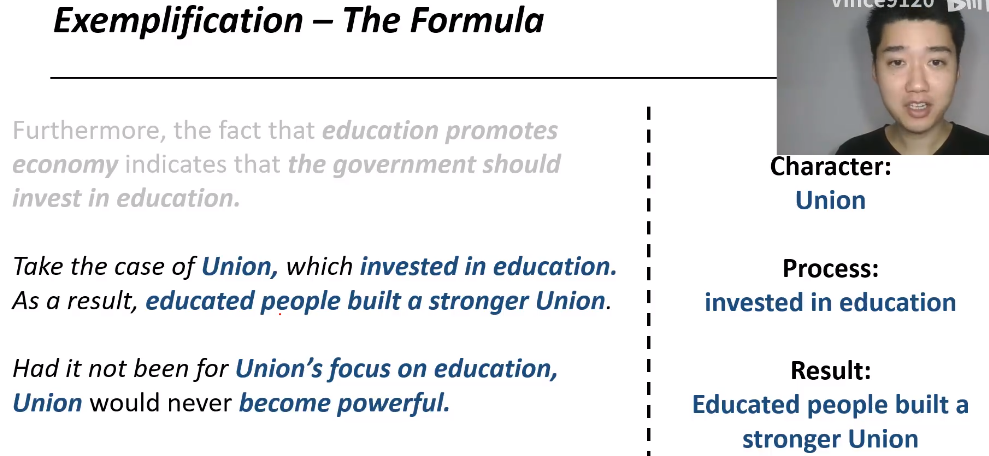 Exemplification – The Formula
vince9120
Furthermore, the fact that education promotes
economy indicates that the government should
invest in education.
Take the case of Union, which invested in education.
As a result, educated people built a stronger Union.
Had it not been for Union's focus on education,
Union would never become powerful.
Character:
Union
Process:
invested in education
Result:
Educated people built a
stronger Union